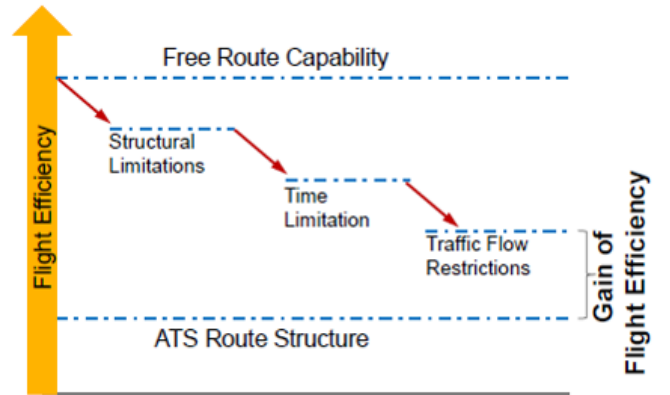 Free Route Capability
Flight Efficiency
Structural
Limitations
Time
Limitation
Traffic Flow
Restrictions
Gain of
Flight Efficiency
ATS Route Structure